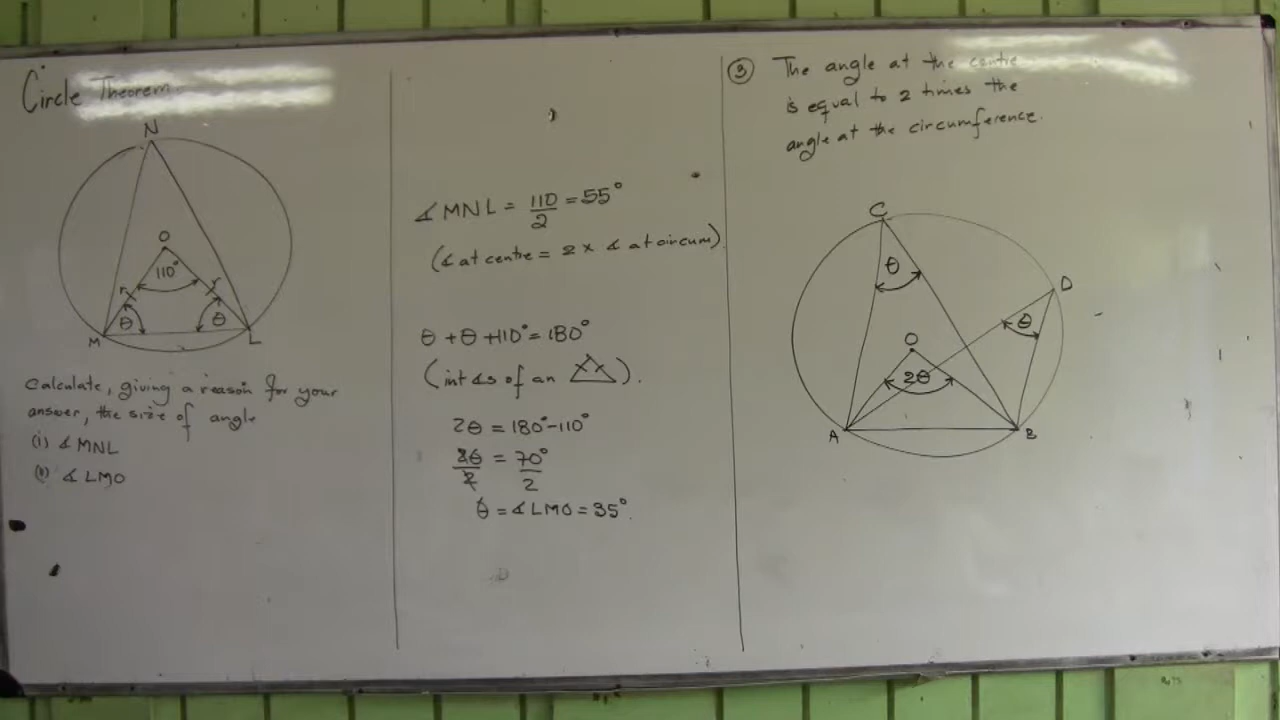 Circle Theorem
N
O
110°
r
r
θ
θ
M
L
Calculate, giving a reason for your
answer, the size of angle
(i) ∡ MNL
∡ LMO
∡ MNL = 110/2 = 55°
(∡ at centre = 2 × ∡ at circum)
θ + θ + 110° = 180°
(int ∡s of an △).
2θ = 180° - 110°
2θ/2 = 70°/2
θ = ∡ LMO = 35°.
③ The angle at the centre
is equal to 2 times the
angle at the circumference.
C
θ
D
θ
O
2θ
A
B